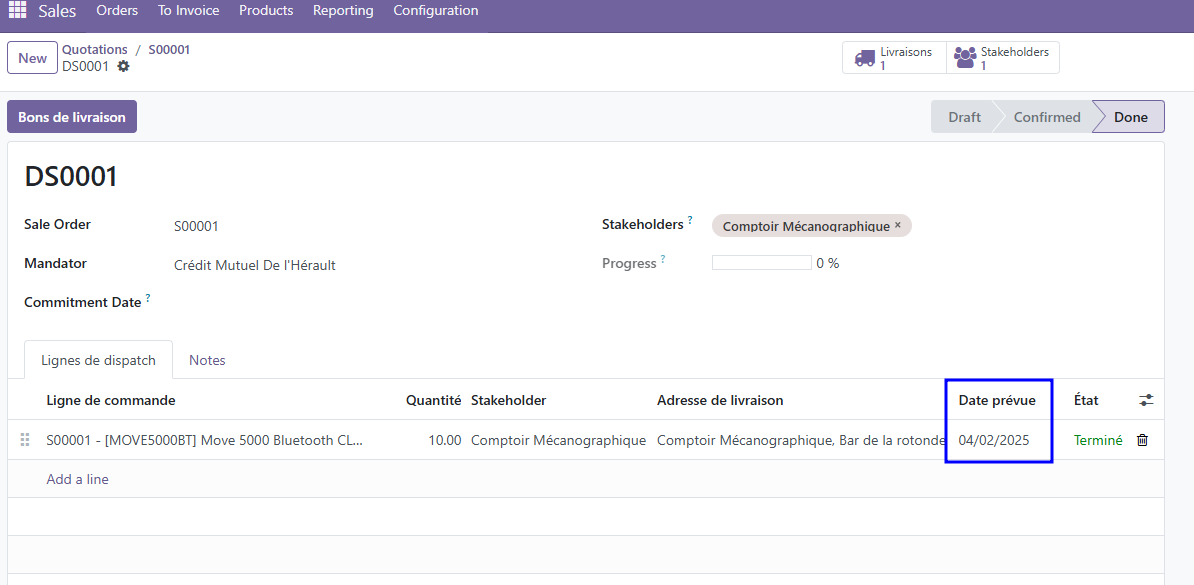 Sales Orders To Invoice Products Reporting Configuration
New Quotations / S00001
DS0001
Livraisons
1
Stakeholders
1
Bons de livraison
Draft Confirmed Done
DS0001
Sale Order S00001
Stakeholders ? Comptoir Mécanographique ×
Mandator Crédit Mutuel De l'Hérault
Progress ? 0 %
Commitment Date ?
Lignes de dispatch Notes
Ligne de commande Quantité Stakeholder Adresse de livraison Date prévue État
S00001 - [MOVE5000BT] Move 5000 Bluetooth CL... 10.00 Comptoir Mécanographique Comptoir Mécanographique, Bar de la rotonde 04/02/2025 Terminé
Add a line